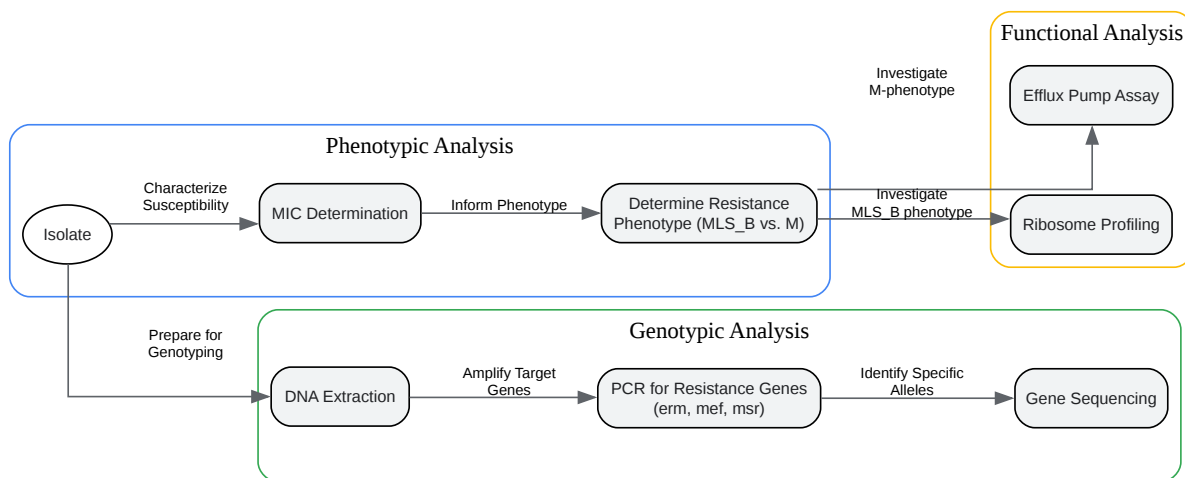 Functional Analysis
Investigate
M-phenotype
Efflux Pump Assay
Phenotypic Analysis
Characterize
Susceptibility
Isolate
MIC Determination
Inform Phenotype
Determine Resistance
Phenotype (MLS_B vs. M)
Investigate
MLS_B phenotype
Ribosome Profiling
Prepare for
Genotyping
Genotypic Analysis
DNA Extraction
Amplify Target
Genes
PCR for Resistance Genes
(erm, mef, msr)
Identify Specific
Alleles
Gene Sequencing